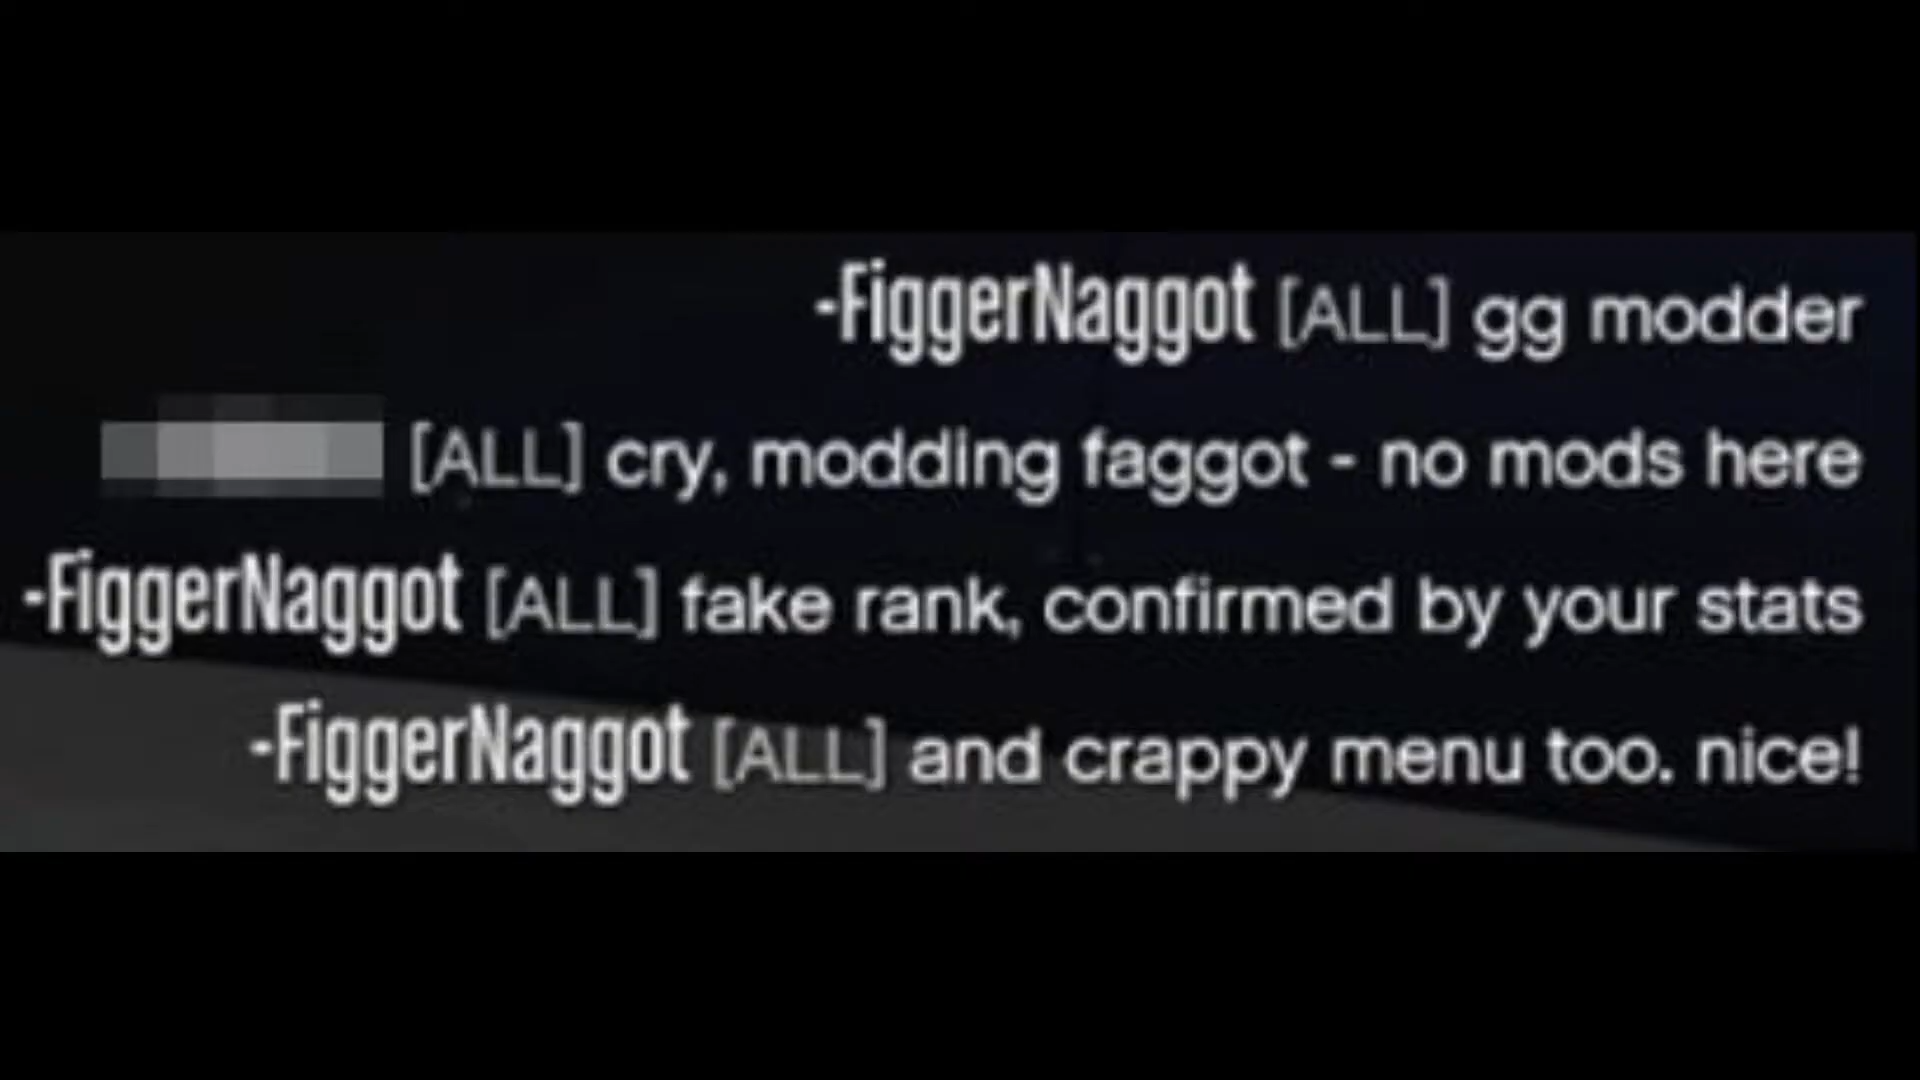 -FiggerNaggot [ALL] gg modder
[ALL] cry, modding faggot - no mods here
-FiggerNaggot [ALL] fake rank, confirmed by your stats
-FiggerNaggot [ALL] and crappy menu too. nice!